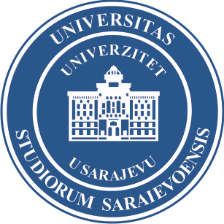 UNIVERSITAS
STUDIORUM SARAIEVOENSIS
UNIVERZITET
U SARAJEVU